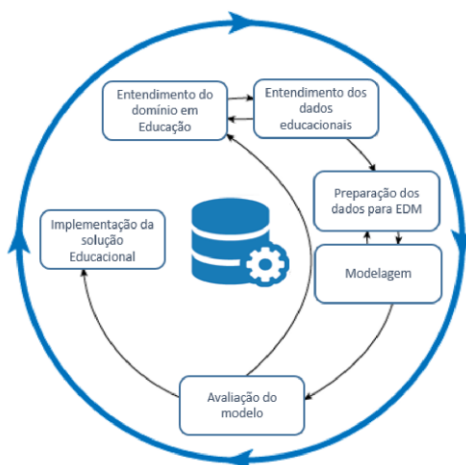 Entendimento do
domínio em
Educação
Entendimento dos
dados
educacionais
Preparação dos
dados para EDM
Modelagem
Avaliação do
modelo
Implementação da
solução
Educacional